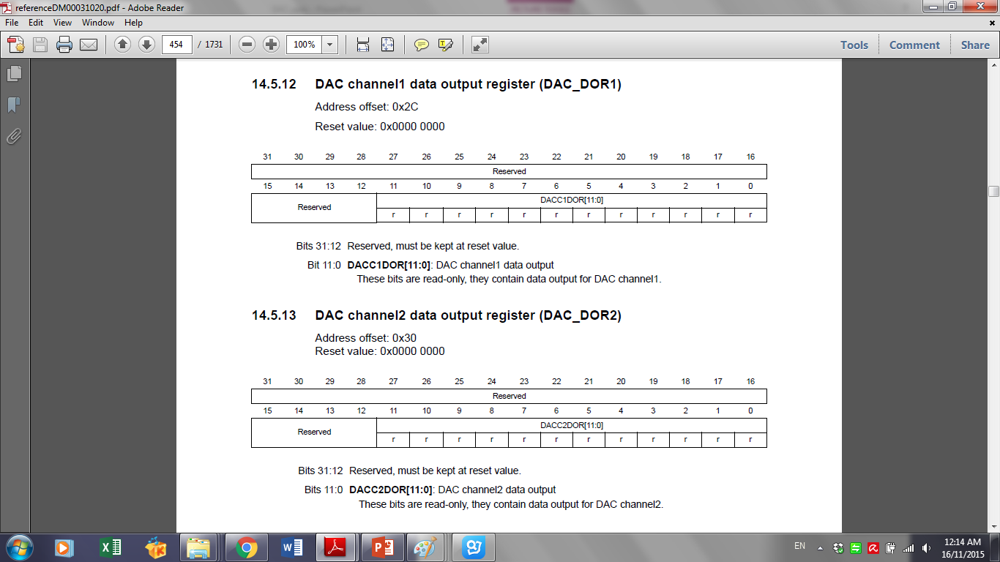 referenceDM00031020.pdf - Adobe Reader
File Edit View Window Help
454 / 1731 100% Tools Comment Share
14.5.12 DAC channel1 data output register (DAC_DOR1)
Address offset: 0x2C
Reset value: 0x0000 0000
31 30 29 28 27 26 25 24 23 22 21 20 19 18 17 16
Reserved
15 14 13 12 11 10 9 8 7 6 5 4 3 2 1 0
Reserved DACC1DOR[11:0]
r r r r r r r r r r r r
Bits 31:12 Reserved, must be kept at reset value.
Bit 11:0 DACC1DOR[11:0]: DAC channel1 data output
These bits are read-only, they contain data output for DAC channel1.
14.5.13 DAC channel2 data output register (DAC_DOR2)
Address offset: 0x30
Reset value: 0x0000 0000
31 30 29 28 27 26 25 24 23 22 21 20 19 18 17 16
Reserved
15 14 13 12 11 10 9 8 7 6 5 4 3 2 1 0
Reserved DACC2DOR[11:0]
r r r r r r r r r r r r
Bits 31:12 Reserved, must be kept at reset value.
Bits 11:0 DACC2DOR[11:0]: DAC channel2 data output
These bits are read-only, they contain data output for DAC channel2.
EN 12:14 AM
16/11/2015